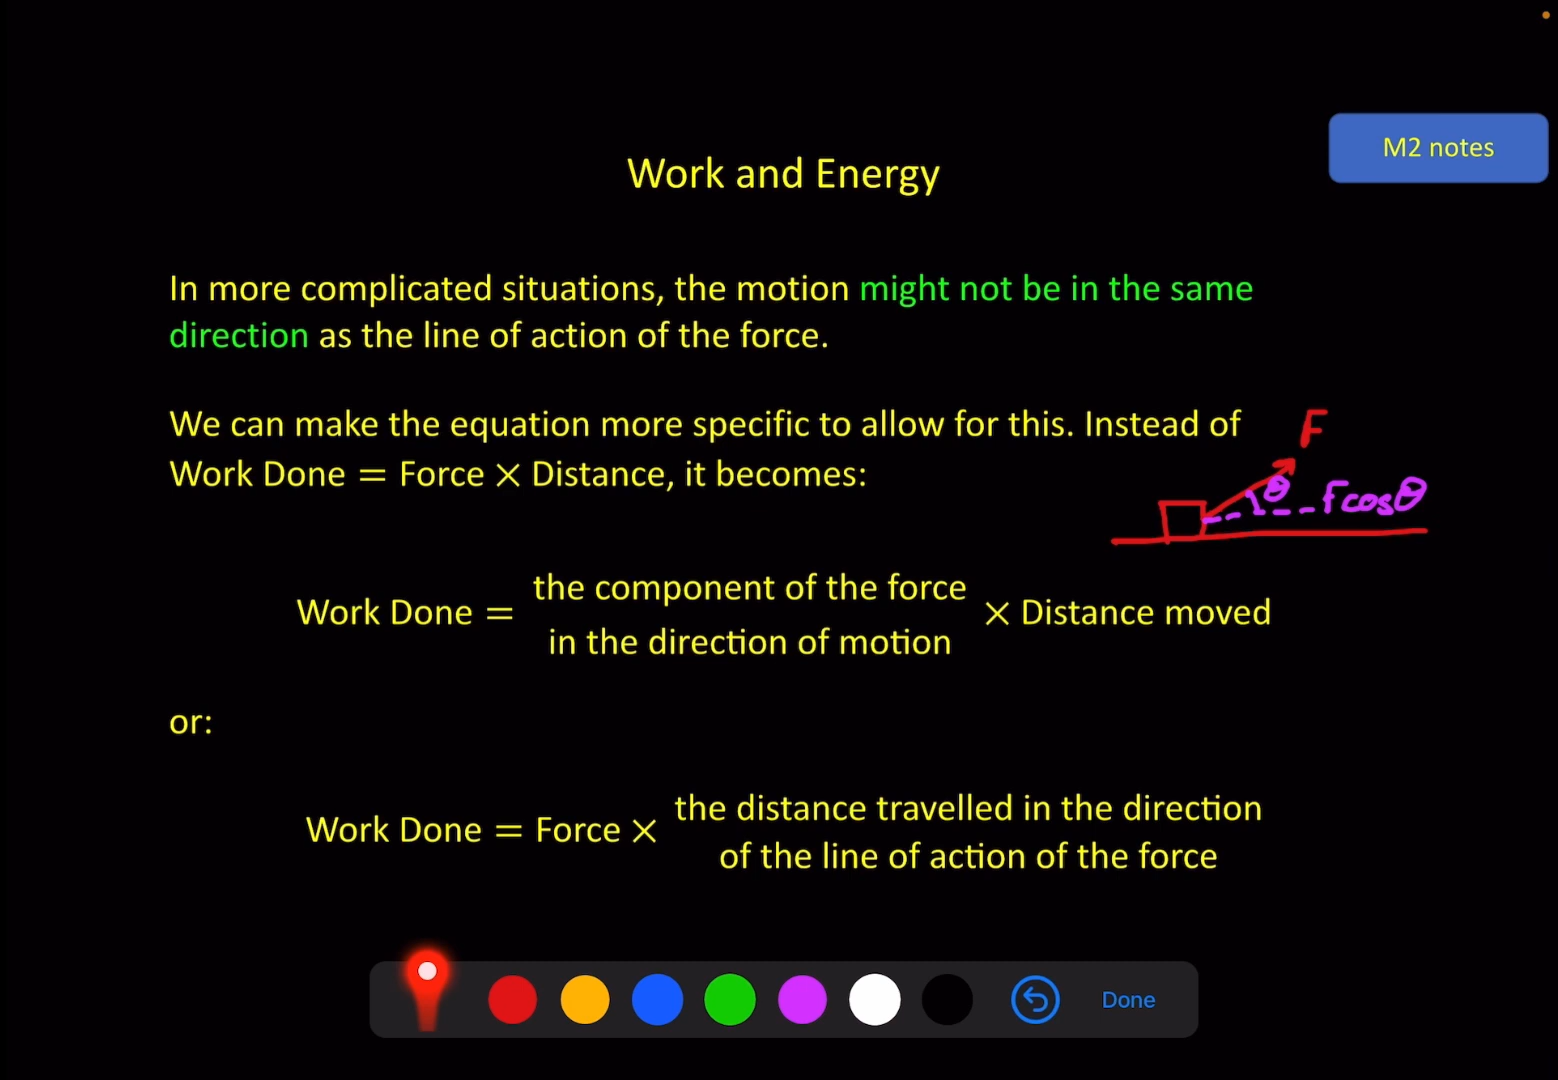 M2 notes
Work and Energy
In more complicated situations, the motion might not be in the same
direction as the line of action of the force.
We can make the equation more specific to allow for this. Instead of
Work Done = Force × Distance, it becomes:
F
θ
Fcosθ
Work Done = the component of the force
in the direction of motion × Distance moved
or:
Work Done = Force × the distance travelled in the direction
of the line of action of the force
Done